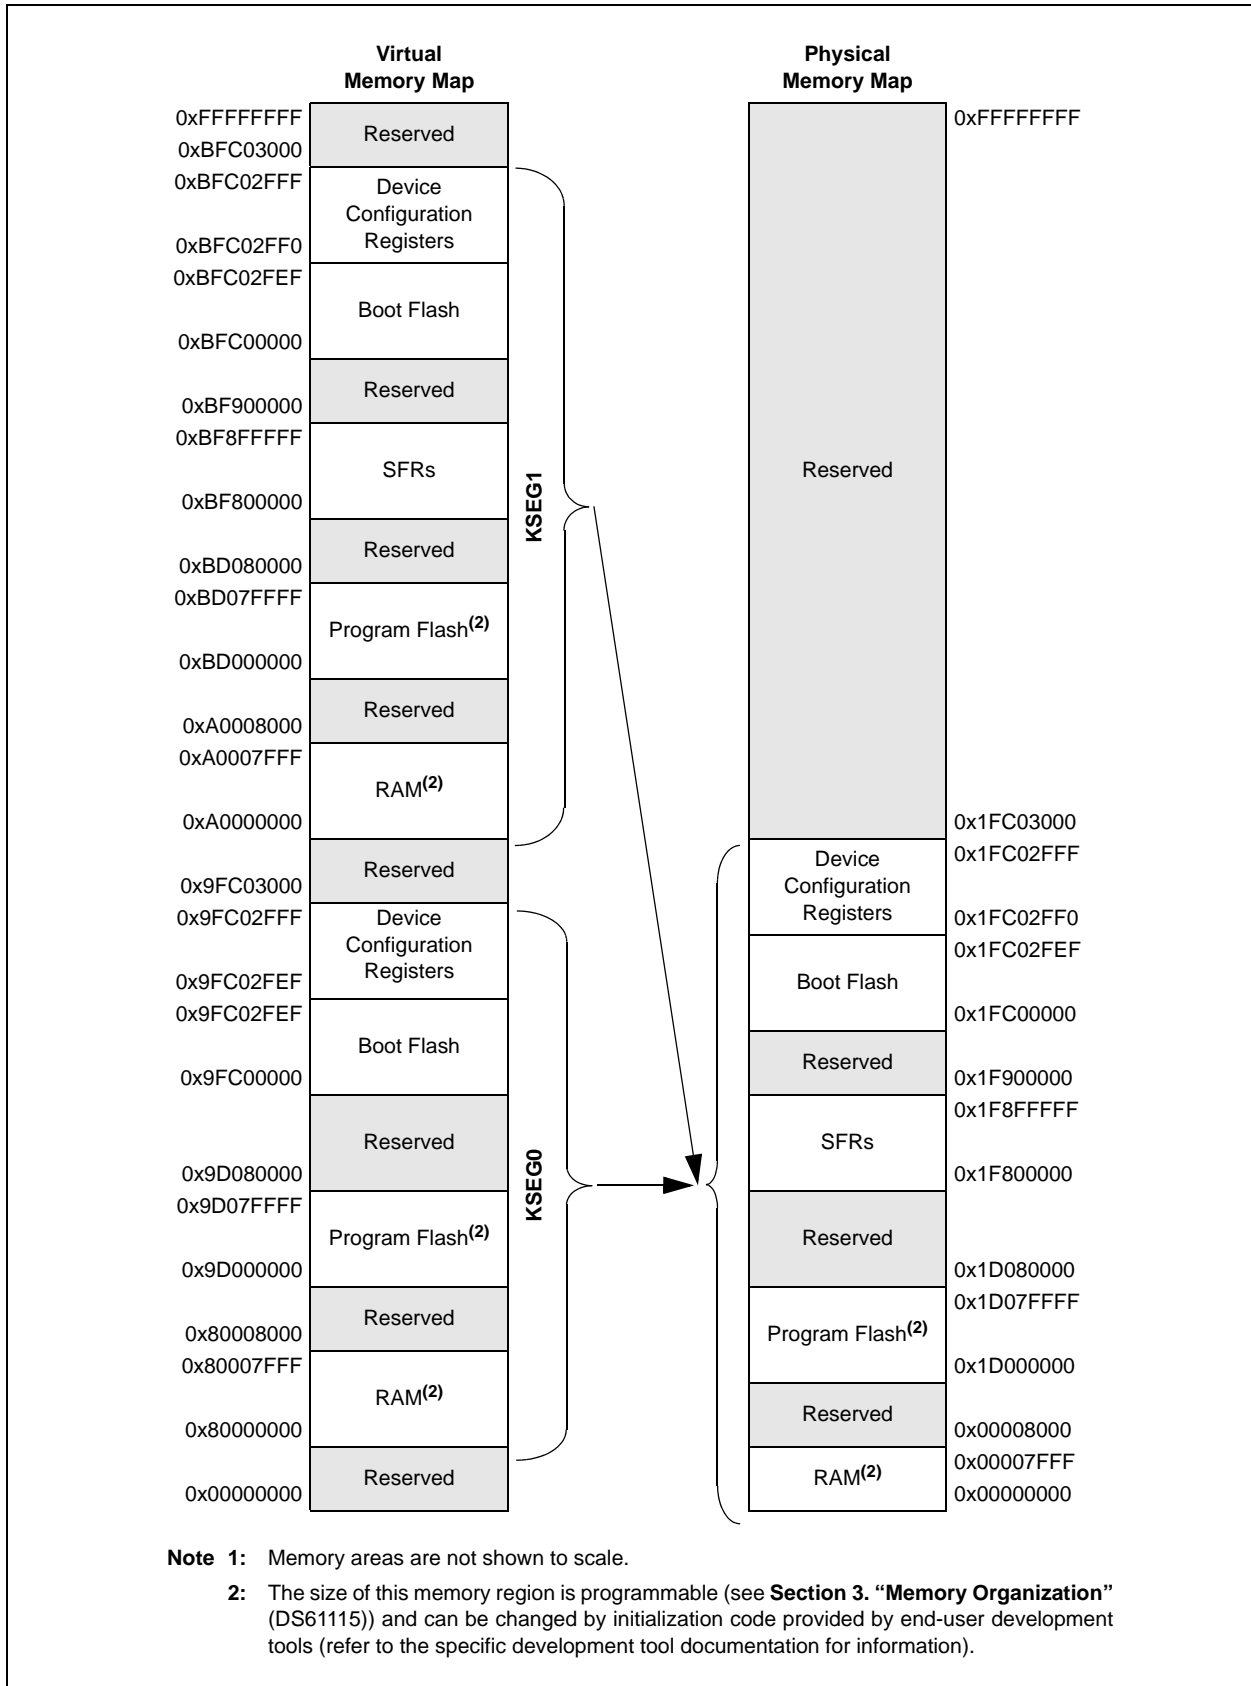 Virtual
Memory Map
0xFFFFFFFF
Reserved
0xBFC03000
0xBFC02FFF
Device
Configuration
Registers
0xBFC02FF0
0xBFC02FEF
Boot Flash
0xBFC00000
Reserved
0xBF900000
0xBF8FFFFF
SFRs
0xBF800000
Reserved
0xBD080000
0xBD07FFFF
Program Flash(2)
0xBD000000
Reserved
0xA0008000
0xA0007FFF
RAM(2)
0xA0000000
KSEG1
Reserved
0x9FC03000
0x9FC02FFF
Device
Configuration
Registers
0x9FC02FEF
0x9FC02FEF
Boot Flash
0x9FC00000
Reserved
0x9D080000
0x9D07FFFF
Program Flash(2)
0x9D000000
Reserved
0x80008000
0x80007FFF
RAM(2)
0x80000000
KSEG0
Reserved
0x00000000
Physical
Memory Map
0xFFFFFFFF
Reserved
0x1FC03000
0x1FC02FFF
Device
Configuration
Registers
0x1FC02FF0
0x1FC02FEF
Boot Flash
0x1FC00000
Reserved
0x1F900000
0x1F8FFFFF
SFRs
0x1F800000
Reserved
0x1D080000
0x1D07FFFF
Program Flash(2)
0x1D000000
Reserved
0x00008000
0x00007FFF
RAM(2)
0x00000000
Note 1: Memory areas are not shown to scale.
2: The size of this memory region is programmable (see Section 3. “Memory Organization”
(DS61115)) and can be changed by initialization code provided by end-user development
tools (refer to the specific development tool documentation for information).